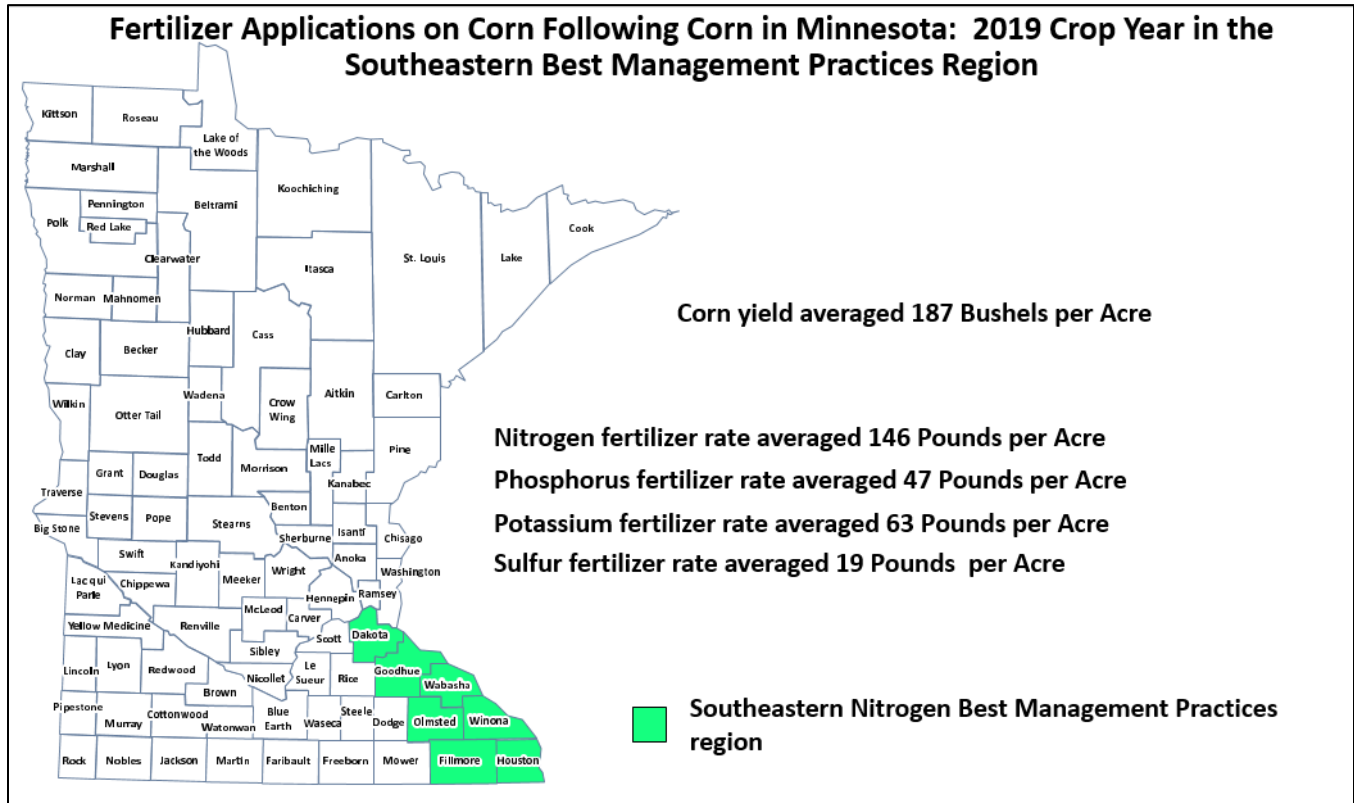 Fertilizer Applications on Corn Following Corn in Minnesota:  2019 Crop Year in the
Southeastern Best Management Practices Region
Kittson
Roseau
Lake of
the Woods
Marshall
Koochiching
Pennington
Beltrami
Polk
Red Lake
Cook
Clearwater
St. Louis
Lake
Itasca
Norman
Mahnomen
Corn yield averaged 187 Bushels per Acre
Hubbard
Cass
Clay
Becker
Aitkin
Wadena
Carlton
Wilkin
Crow
Wing
Otter Tail
Nitrogen fertilizer rate averaged 146 Pounds per Acre
Mille
Lacs
Pine
Todd
Morrison
Grant
Douglas
Phosphorus fertilizer rate averaged 47 Pounds per Acre
Kanabec
Traverse
Benton
Stevens
Pope
Stearns
Potassium fertilizer rate averaged 63 Pounds per Acre
Big Stone
Isanti
Sherburne
Chisago
Swift
Anoka
Kandiyohi
Sulfur fertilizer rate averaged 19 Pounds  per Acre
Wright
Meeker
Washington
Lac qui
Parle
Chippewa
Hennepin
Ramsey
McLeod
Carver
Yellow Medicine
Renville
Scott
Dakota
Sibley
Lincoln
Lyon
Redwood
Nicollet
Le
Sueur
Rice
Goodhue
Wabasha
Brown
Pipestone
Murray
Cottonwood
Watonwan
Blue
Earth
Waseca
Steele
Dodge
Olmsted
Winona
Southeastern Nitrogen Best Management Practices
region
Rock
Nobles
Jackson
Martin
Faribault
Freeborn
Mower
Fillmore
Houston